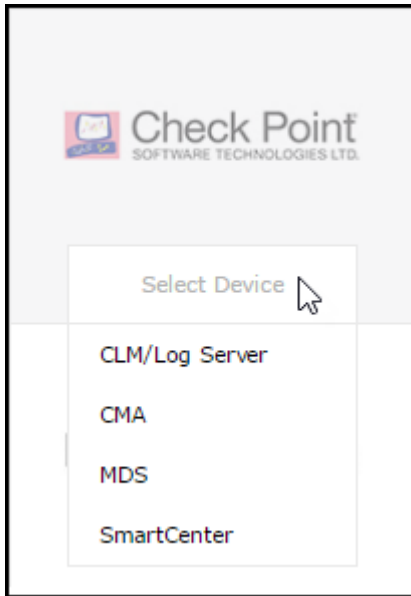 Check Point
SOFTWARE TECHNOLOGIES LTD.
Select Device
CLM/Log Server
CMA
MDS
SmartCenter